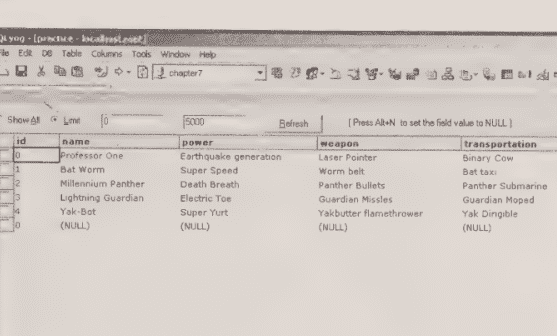 QLyog - [practice - localhost.root]
File Edit DB Table Columns Tools Window Help
chapter7
Show All Limit 0 5000 Refresh [ Press Alt+N to set the field value to NULL ]
id name power weapon transportation
0 Professor One Earthquake generation Laser Pointer Binary Cow
1 Bat Worm Super Speed Worm belt Bat taxi
2 Millennium Panther Death Breath Panther Bullets Panther Submarine
3 Lightning Guardian Electric Toe Guardian Missles Guardian Moped
4 Yak-Bot Super Yurt Yakbutter flamethrower Yak Dirigible
0 (NULL) (NULL) (NULL) (NULL)